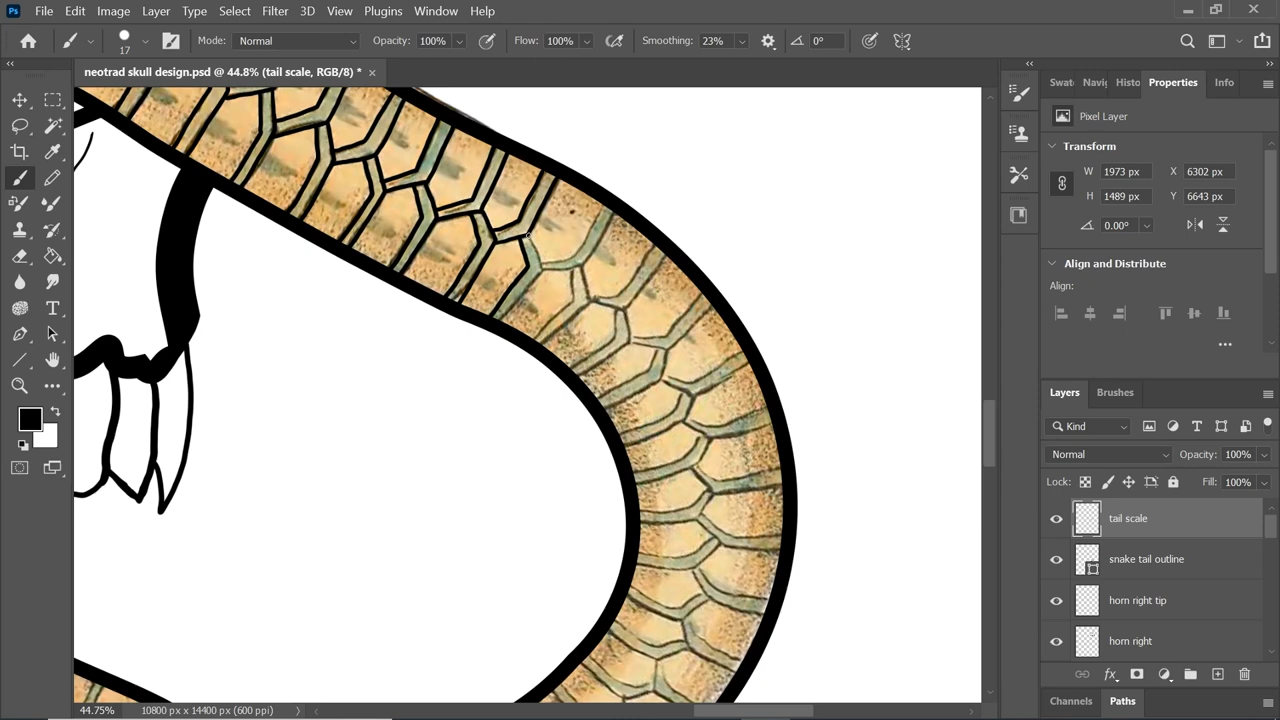 Ps File Edit Image Layer Type Select Filter 3D View Plugins Window Help
17 Mode: Normal Opacity: 100% Flow: 100% Smoothing: 23% 0°
neotrad skull design.psd @ 44.8% (tail scale, RGB/8) * ×
Swat Navi Histo Properties Info
Pixel Layer
Transform
W 1973 px X 6302 px
H 1489 px Y 6643 px
0.00°
Align and Distribute
Align:
Layers Brushes
Kind
Normal Opacity: 100%
Lock: Fill: 100%
tail scale
snake tail outline
horn right tip
horn right
fx
Channels Paths
44.75% 10800 px x 14400 px (600 ppi)